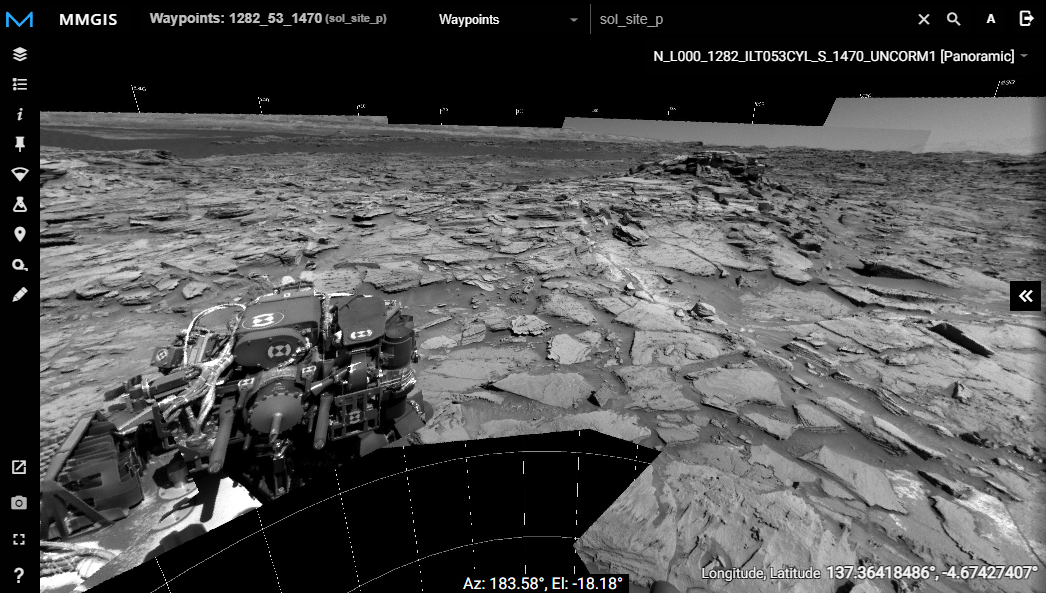 MMGIS
Waypoints: 1282_53_1470 (sol_site_p)
Waypoints
sol_site_p
A
N_L000_1282_ILT053CYL_S_1470_UNCORM1 [Panoramic]
Az: 183.58°, El: -18.18°
Longitude, Latitude 137.36418486°, -4.67427407°